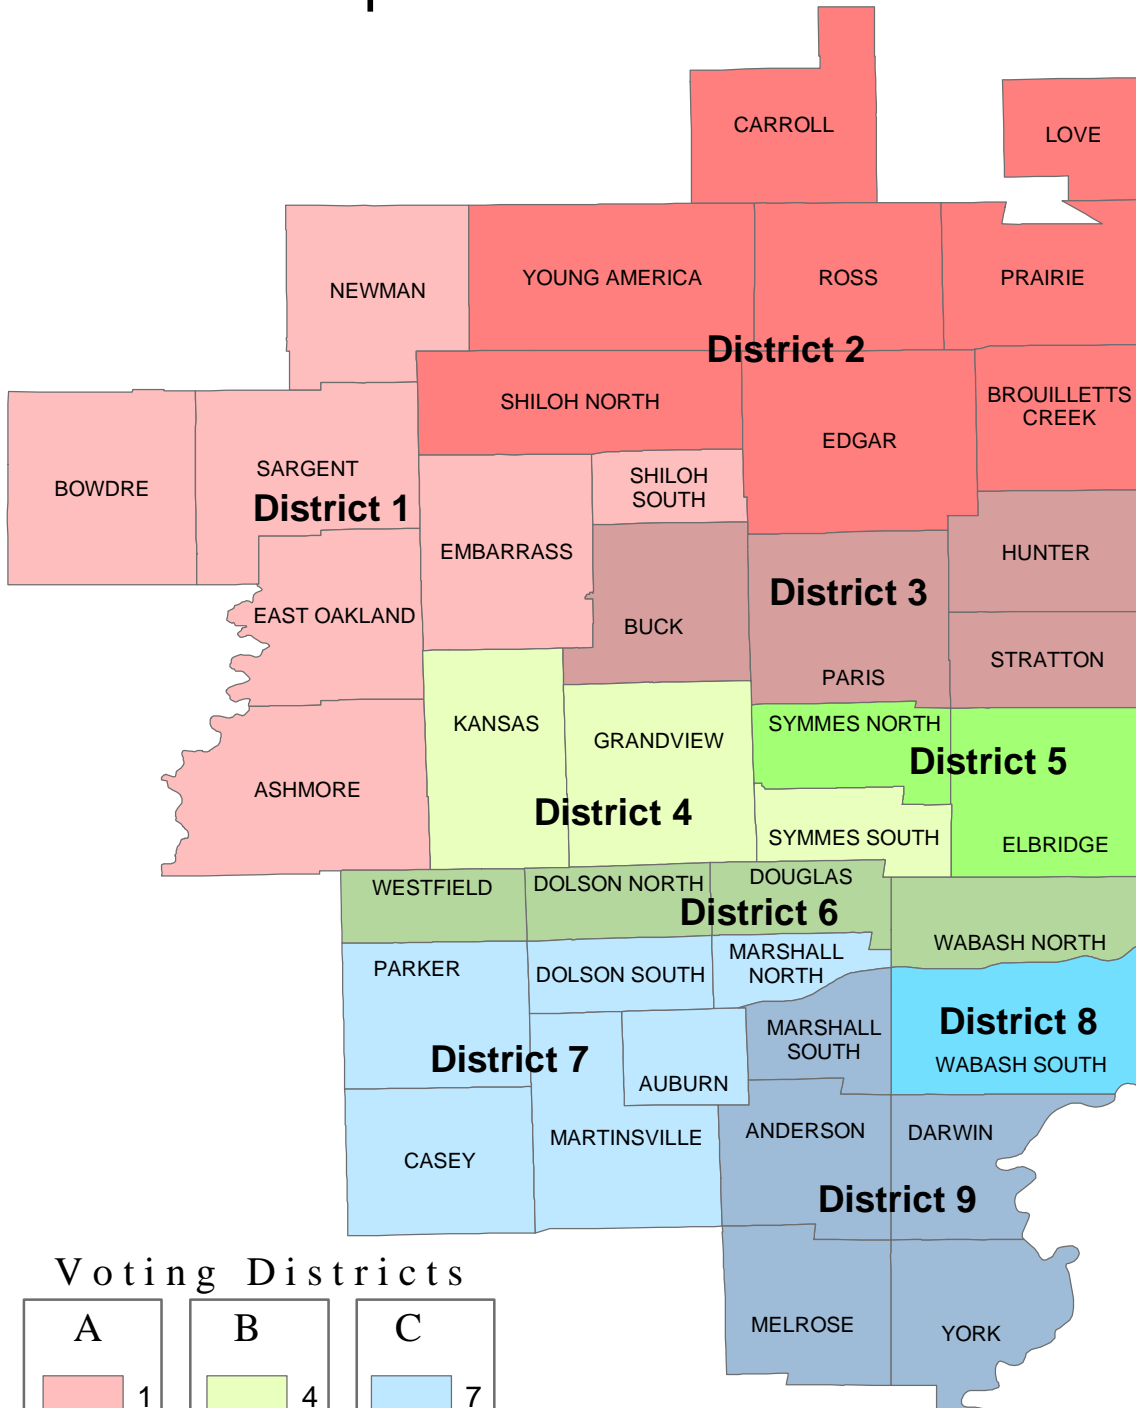 CARROLL
LOVE
NEWMAN
YOUNG AMERICA
ROSS
PRAIRIE
District 2
SHILOH NORTH
BROUILLETTS
CREEK
EDGAR
SARGENT
BOWDRE
District 1
SHILOH
SOUTH
EMBARRASS
HUNTER
District 3
EAST OAKLAND
BUCK
STRATTON
PARIS
KANSAS
GRANDVIEW
SYMMES NORTH
District 5
ASHMORE
District 4
SYMMES SOUTH
ELBRIDGE
WESTFIELD
DOLSON NORTH
DOUGLAS
District 6
WABASH NORTH
PARKER
DOLSON SOUTH
MARSHALL
NORTH
District 8
MARSHALL
SOUTH
WABASH SOUTH
District 7
AUBURN
MARTINSVILLE
ANDERSON
DARWIN
CASEY
District 9
MELROSE
YORK
Voting Districts
A
B
C
1
4
7